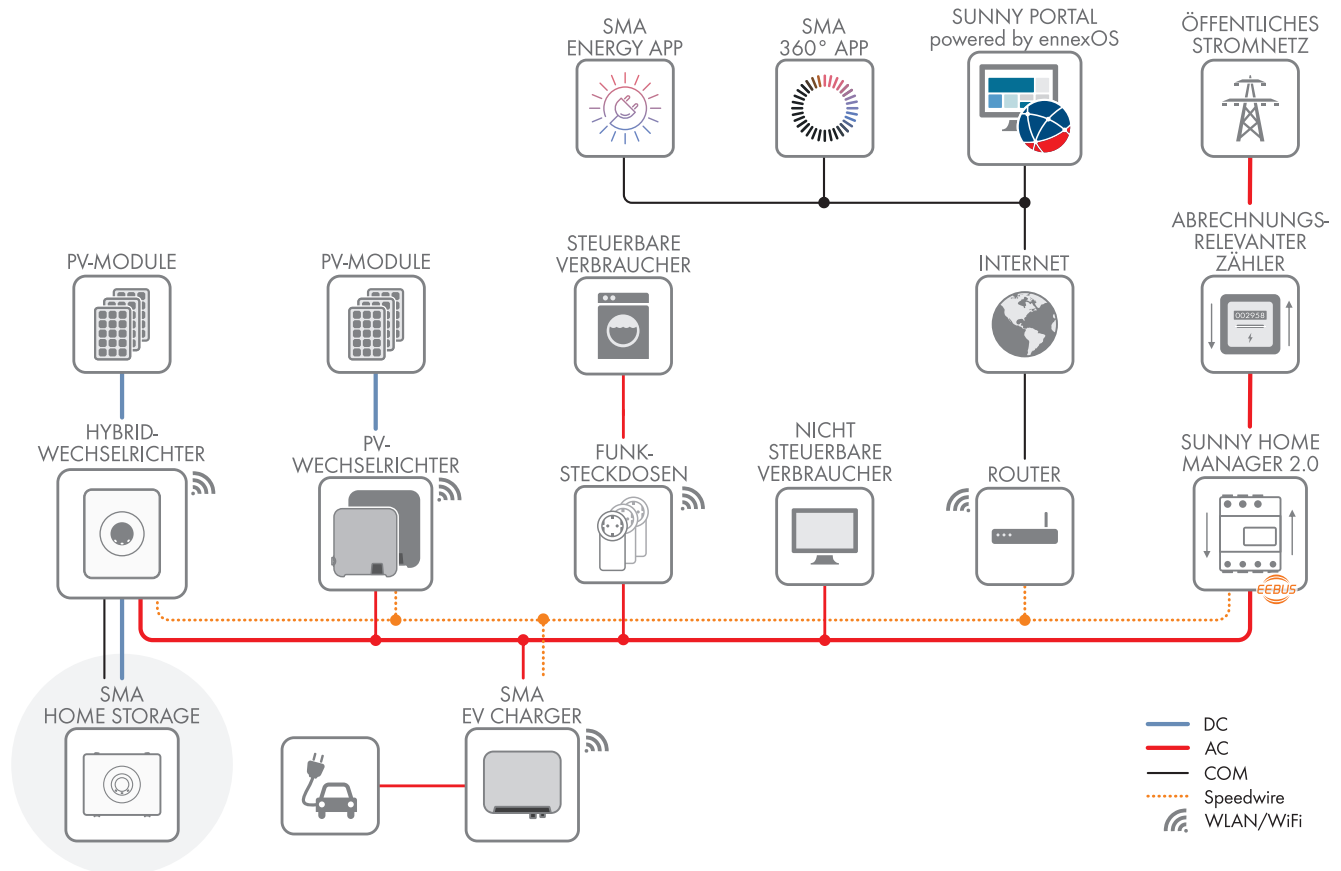 SMA
ENERGY APP
SMA
360° APP
SUNNY PORTAL
powered by ennexOS
ÖFFENTLICHES
STROMNETZ
PV-MODULE
PV-MODULE
STEUERBARE
VERBRAUCHER
INTERNET
ABRECHNUNGS-
RELEVANTER
ZÄHLER
002958
HYBRID-
WECHSELRICHTER
PV-
WECHSELRICHTER
FUNK-
STECKDOSEN
NICHT
STEUERBARE
VERBRAUCHER
ROUTER
SUNNY HOME
MANAGER 2.0
EEBUS
SMA
HOME STORAGE
SMA
EV CHARGER
DC
AC
COM
Speedwire
WLAN/WiFi